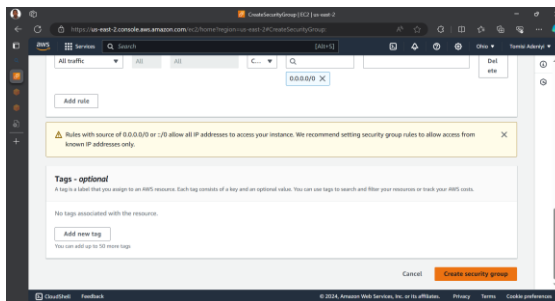 CreateSecurityGroup | EC2 | us-east-2
https://us-east-2.console.aws.amazon.com/ec2/home?region=us-east-2#CreateSecurityGroup:
aws Services Search [Alt+S] Ohio
All traffic All All C...
0.0.0.0/0
Del
ete
Add rule
Rules with source of 0.0.0.0/0 or ::/0 allow all IP addresses to access your instance. We recommend setting security group rules to allow access from
known IP addresses only.
Tags - optional
A tag is a label that you assign to an AWS resource. Each tag consists of a key and an optional value. You can use tags to search and filter your resources or track your AWS costs.
No tags associated with the resource.
Add new tag
You can add up to 50 more tags
Cancel Create security group
CloudShell Feedback © 2024, Amazon Web Services, Inc. or its affiliates. Privacy Terms Cookie preferences